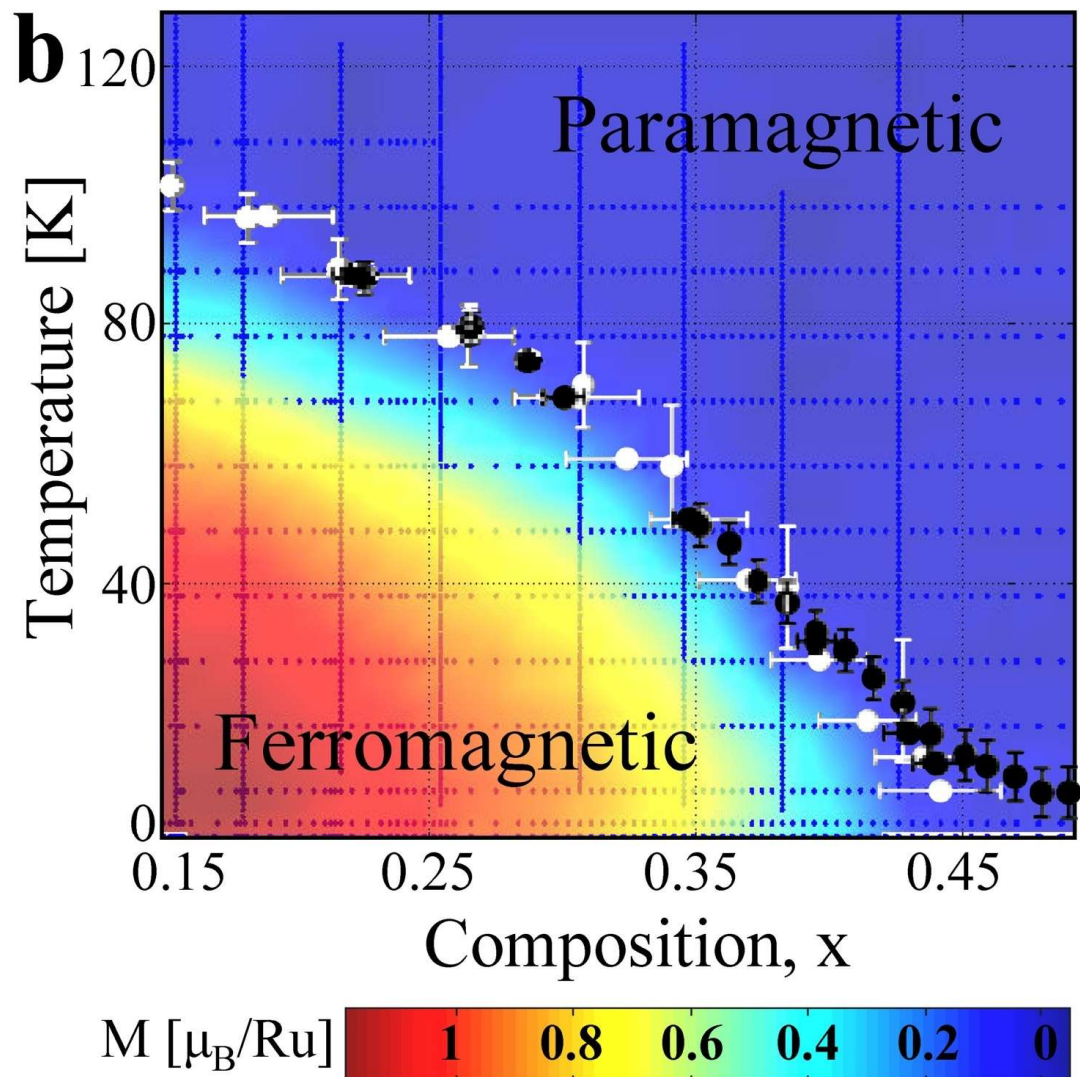 b
120
Paramagnetic
80
40
Ferromagnetic
0
Temperature [K]
0.15 0.25 0.35 0.45
Composition, x
M [μB/Ru] 1 0.8 0.6 0.4 0.2 0